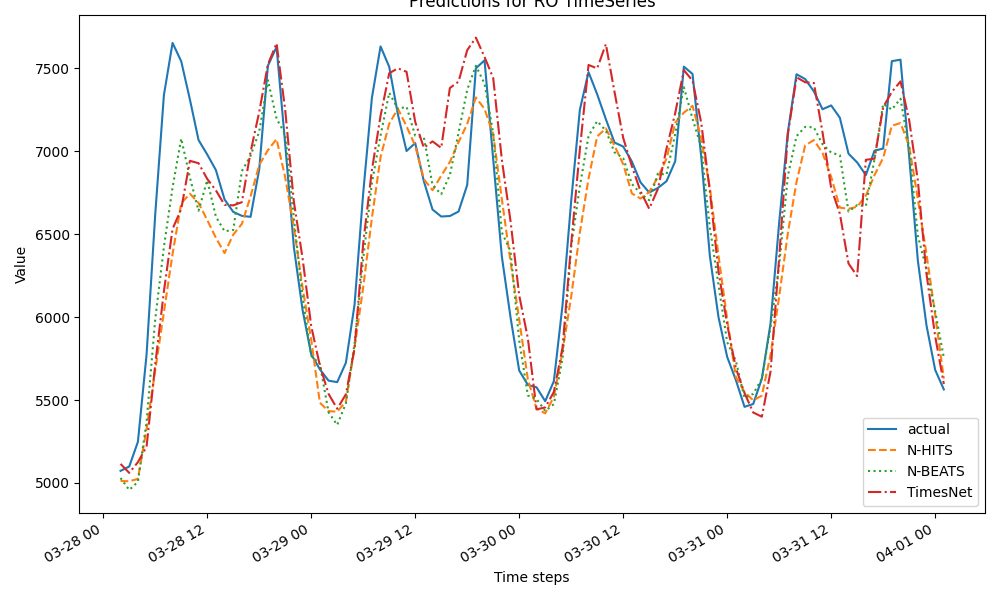 Predictions for RO TimeSeries
Value
7500
7000
6500
6000
5500
5000
actual
N-HITS
N-BEATS
TimesNet
03-28 00
03-28 12
03-29 00
03-29 12
03-30 00
03-30 12
03-31 00
03-31 12
04-01 00
Time steps